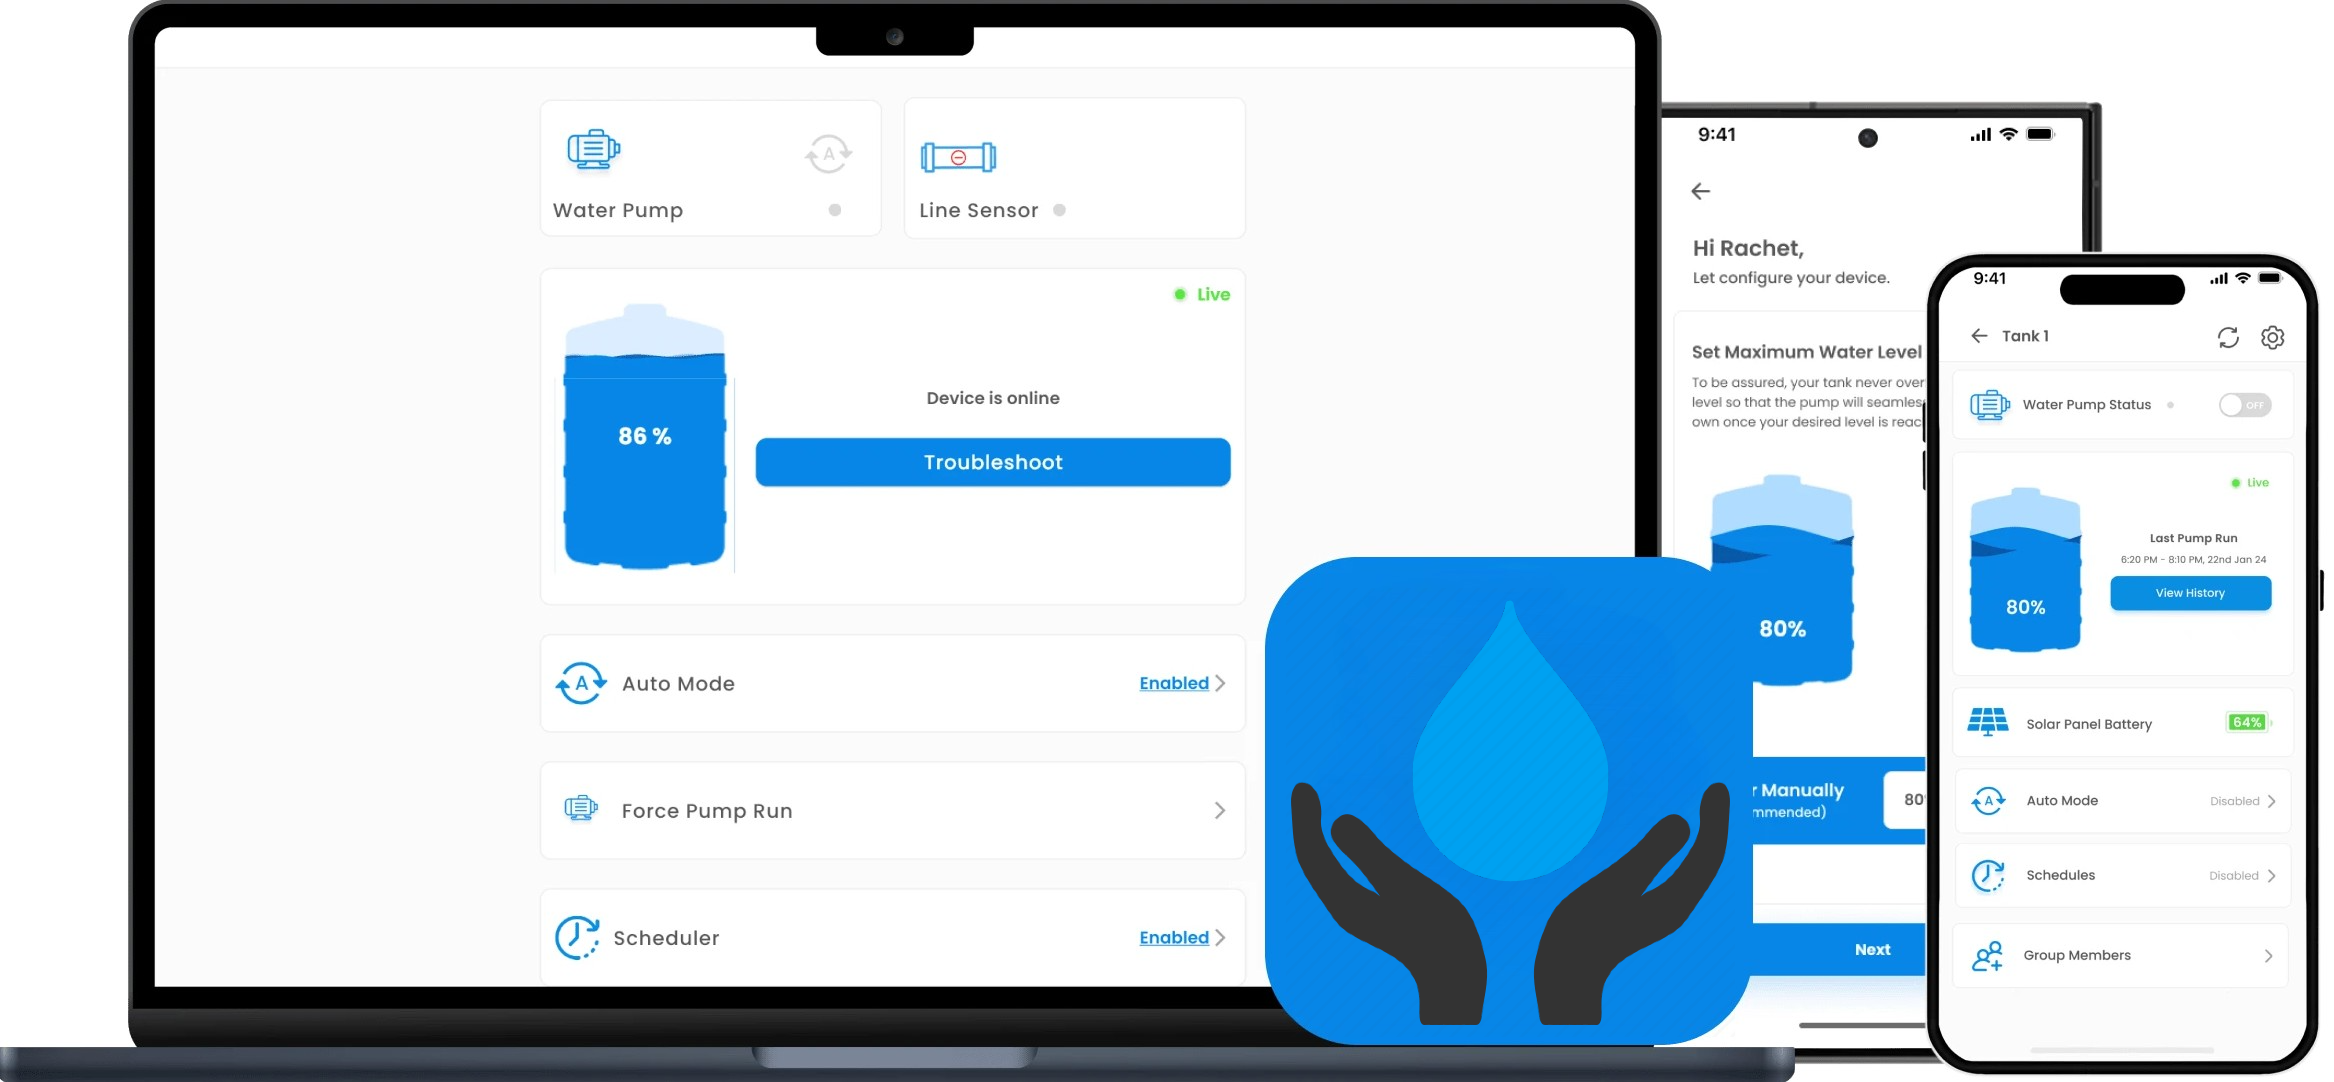 Water Pump
A
Line Sensor
Live
86 %
Device is online
Troubleshoot
A
Auto Mode
Enabled
Force Pump Run
Scheduler
Enabled
9:41
Hi Rachet,
Let configure your device.
Set Maximum Water Level
To be assured, your tank never over
level so that the pump will seamles
own once your desired level is reac
80%
r Manually
mmended)
80
Next
9:41
Tank 1
Water Pump Status
OFF
Live
Last Pump Run
6:20 PM - 8:10 PM, 22nd Jan 24
View History
80%
Solar Panel Battery
64%
A
Auto Mode
Disabled
Schedules
Disabled
Group Members